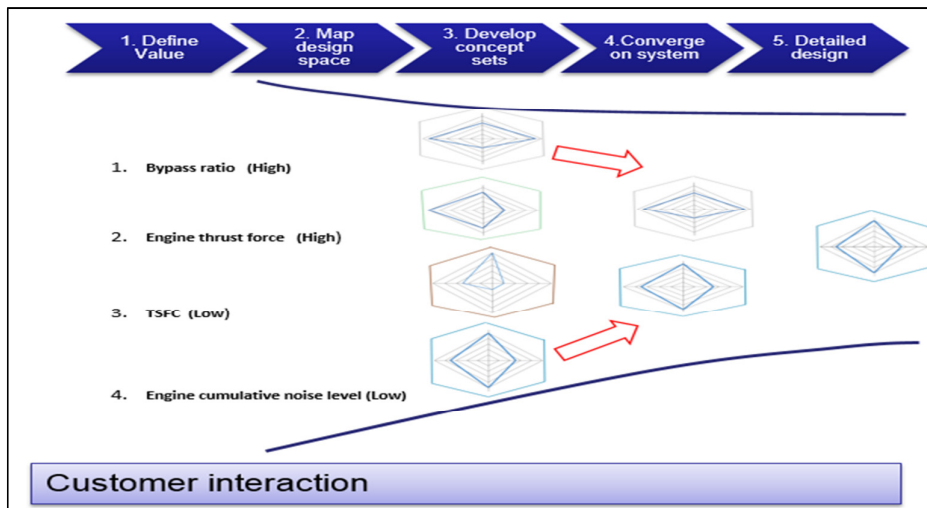 1. Define
Value
2. Map
design
space
3. Develop
concept
sets
4.Converge
on system
5. Detailed
design
1. Bypass ratio (High)
2. Engine thrust force (High)
3. TSFC (Low)
4. Engine cumulative noise level (Low)
Customer interaction